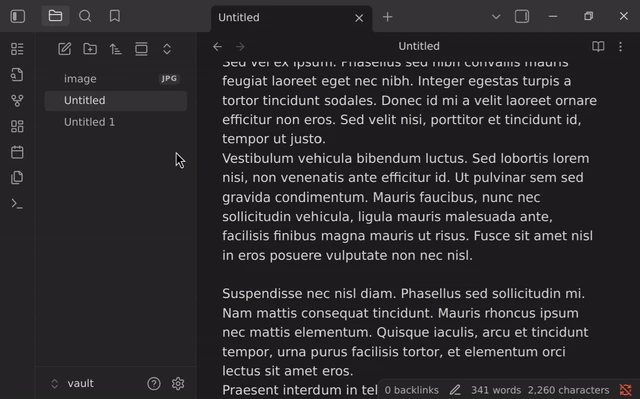 Untitled
Untitled
image JPG
Untitled
Untitled 1
Sed vel ex ipsum. Phasellus sed nibh convallis mauris
feugiat laoreet eget nec nibh. Integer egestas turpis a
tortor tincidunt sodales. Donec id mi a velit laoreet ornare
efficitur non eros. Sed velit nisi, porttitor et tincidunt id,
tempor ut justo.
Vestibulum vehicula bibendum luctus. Sed lobortis lorem
nisi, non venenatis ante efficitur id. Ut pulvinar sem sed
gravida condimentum. Mauris faucibus, nunc nec
sollicitudin vehicula, ligula mauris malesuada ante,
facilisis finibus magna mauris ut risus. Fusce sit amet nisl
in eros posuere vulputate non nec nisl.
Suspendisse nec nisl diam. Phasellus sed sollicitudin mi.
Nam mattis consequat tincidunt. Mauris rhoncus ipsum
nec mattis elementum. Quisque iaculis, arcu et tincidunt
tempor, urna purus facilisis tortor, et elementum orci
lectus sit amet eros.
Praesent interdum in tel
vault
0 backlinks 341 words 2,260 characters